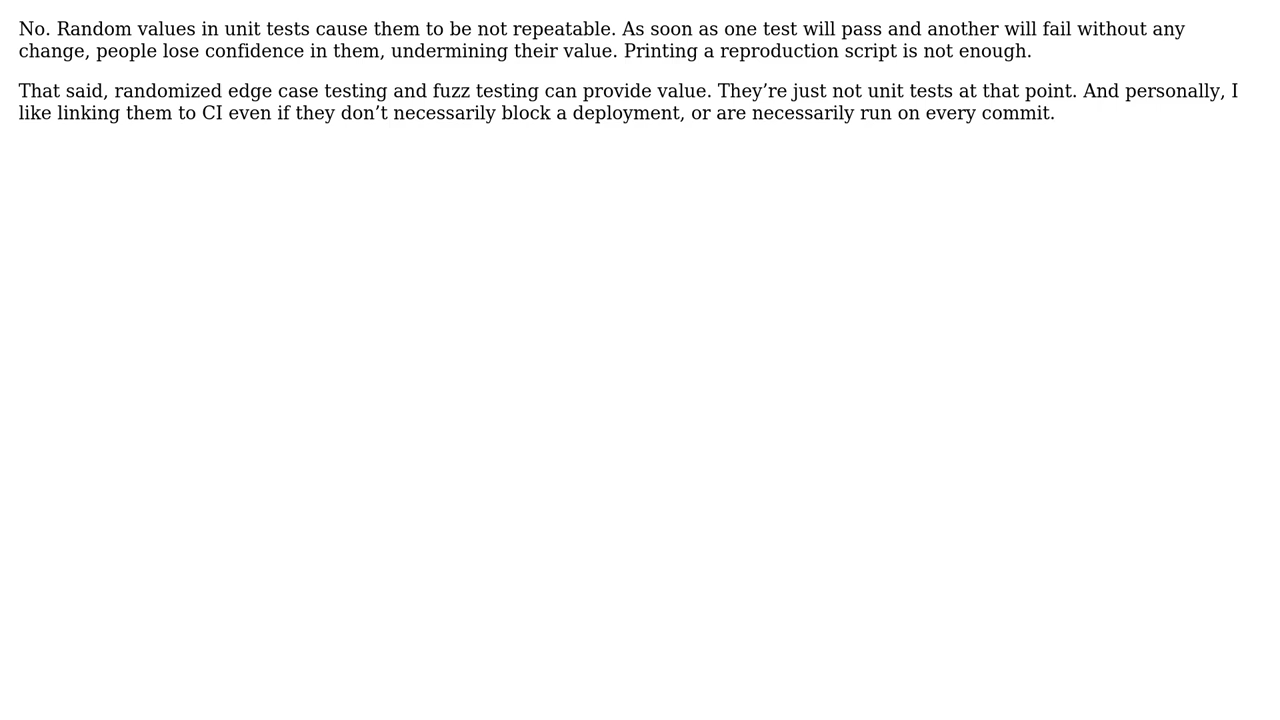 No. Random values in unit tests cause them to be not repeatable. As soon as one test will pass and another will fail without any
change, people lose confidence in them, undermining their value. Printing a reproduction script is not enough.
That said, randomized edge case testing and fuzz testing can provide value. They’re just not unit tests at that point. And personally, I
like linking them to CI even if they don’t necessarily block a deployment, or are necessarily run on every commit.